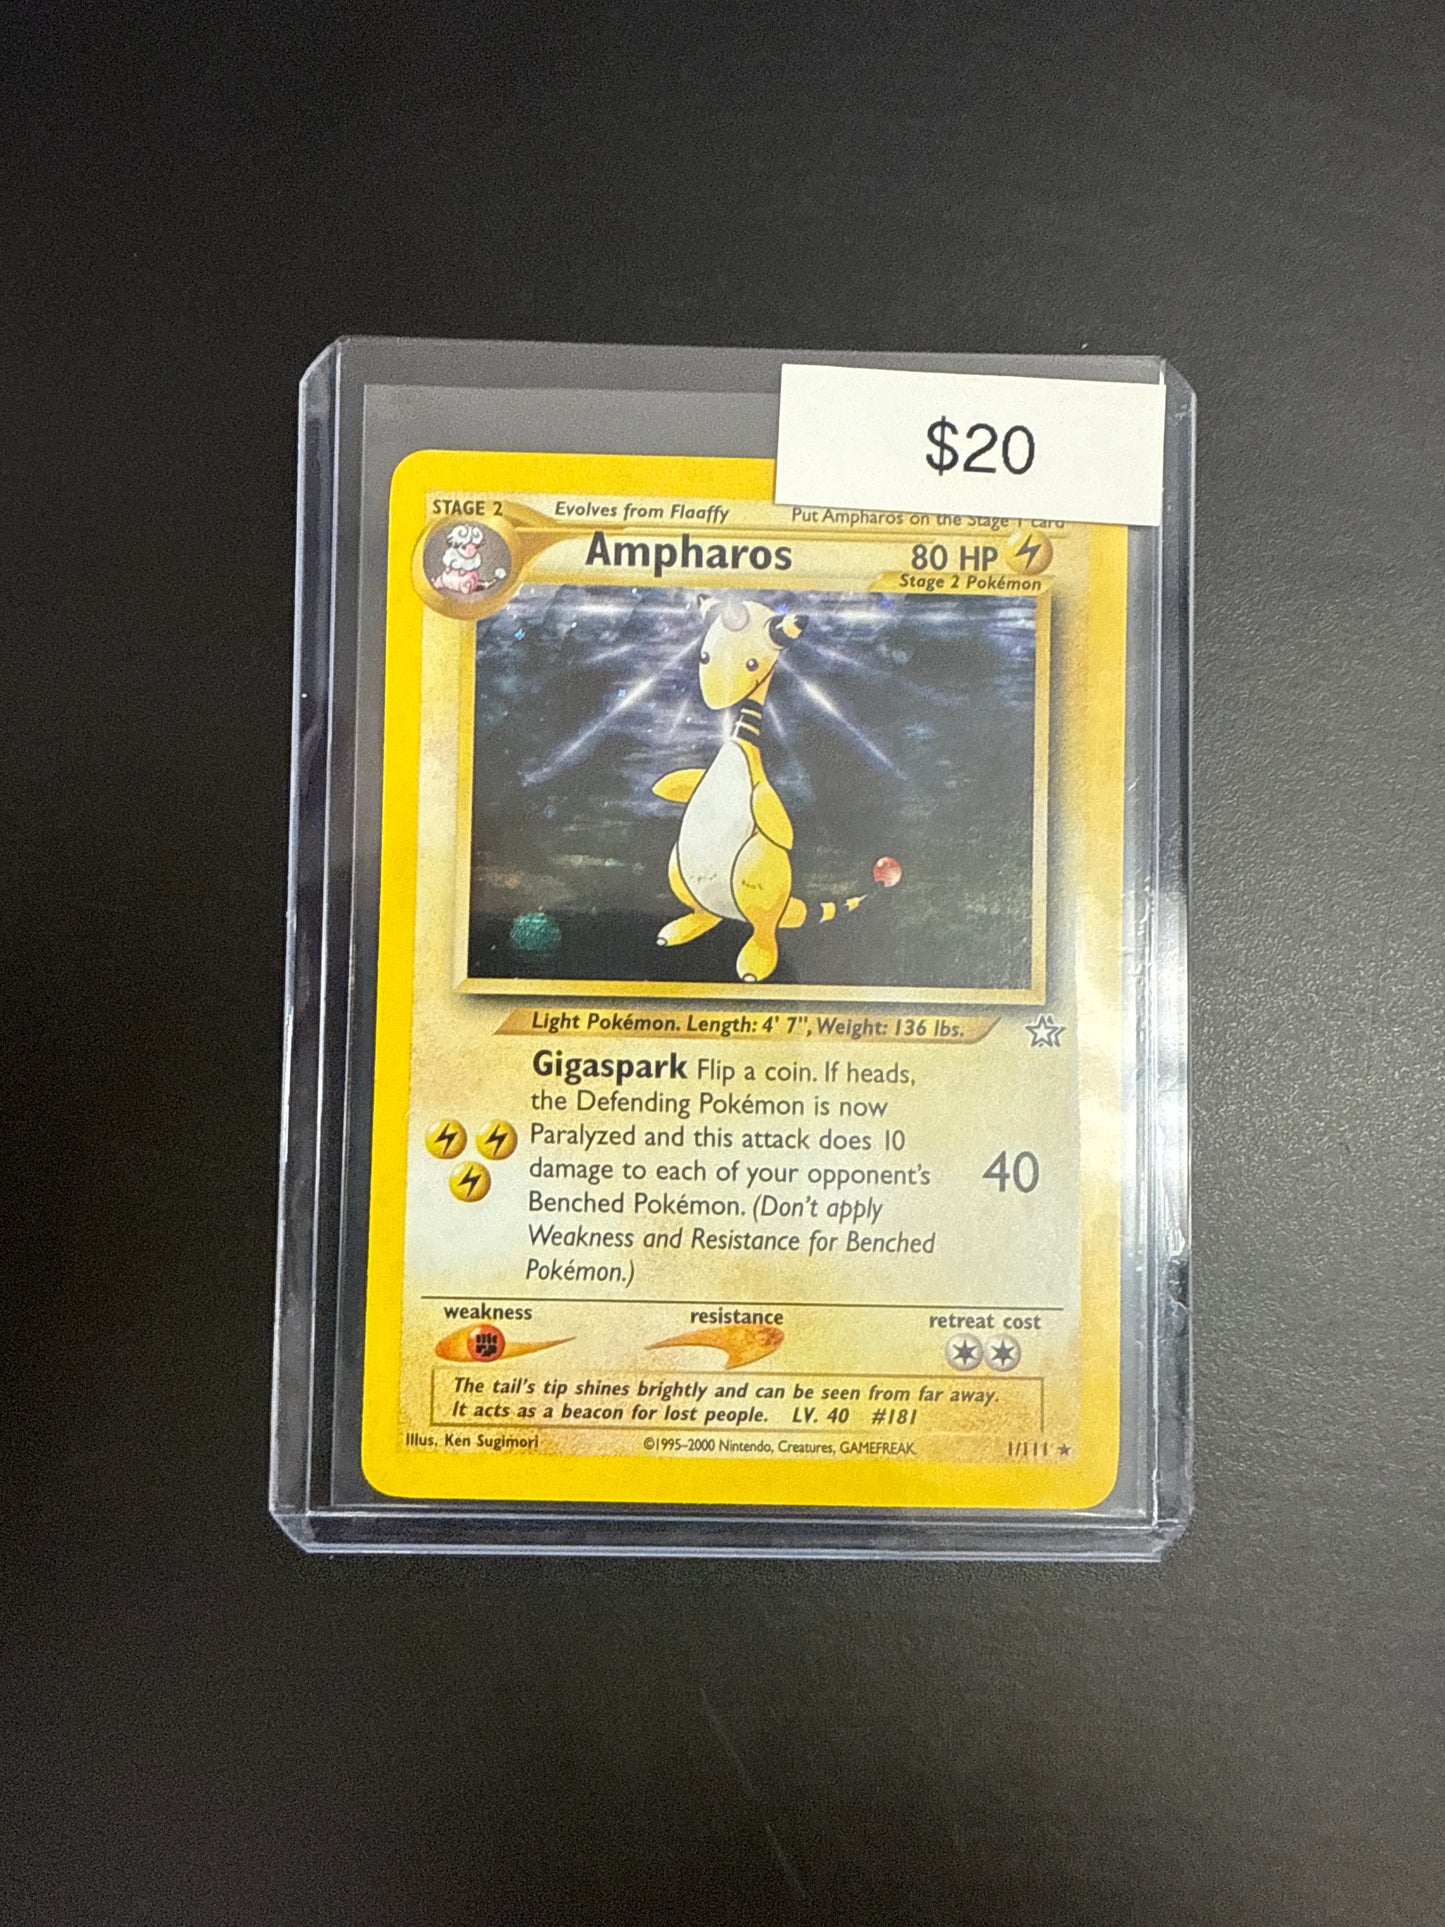 $20
STAGE 2 Evolves from Flaaffy Put Ampharos on the Stage 1 card
Ampharos 80 HP
Stage 2 Pokémon
Light Pokémon. Length: 4' 7", Weight: 136 lbs.
Gigaspark Flip a coin. If heads,
the Defending Pokémon is now
Paralyzed and this attack does 10
damage to each of your opponent's
Benched Pokémon. (Don't apply
Weakness and Resistance for Benched
Pokémon.)
40
weakness resistance retreat cost
The tail's tip shines brightly and can be seen from far away.
It acts as a beacon for lost people. LV. 40 #181
Illus. Ken Sugimori ©1995–2000 Nintendo, Creatures, GAMEFREAK 1/111 ★